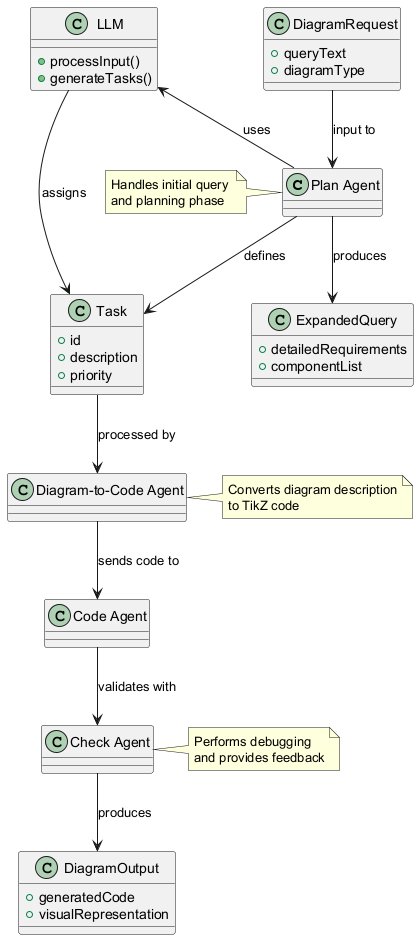 C LLM
processInput()
generateTasks()
C DiagramRequest
queryText
diagramType
uses
input to
Handles initial query
and planning phase
C Plan Agent
assigns
defines
produces
C Task
id
description
priority
C ExpandedQuery
detailedRequirements
componentList
processed by
C Diagram-to-Code Agent
Converts diagram description
to TikZ code
sends code to
C Code Agent
validates with
C Check Agent
Performs debugging
and provides feedback
produces
C DiagramOutput
generatedCode
visualRepresentation